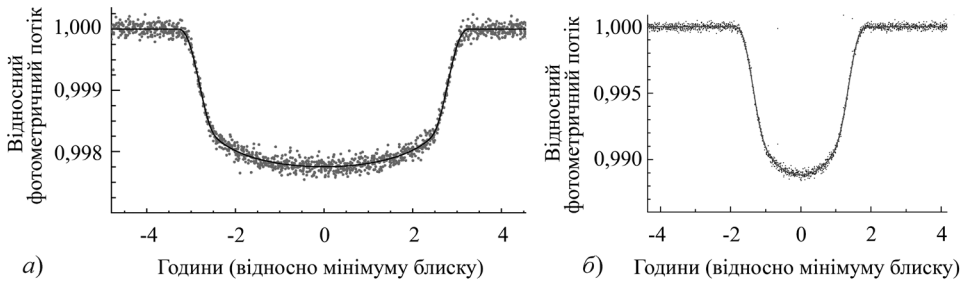 Відносний
фотометричний потік
1,000
0,999
0,998
-4 -2 0 2 4
а) Години (відносно мінімуму блиску)
Відносний
фотометричний потік
1,000
0,995
0,990
-4 -2 0 2 4
б) Години (відносно мінімуму блиску)